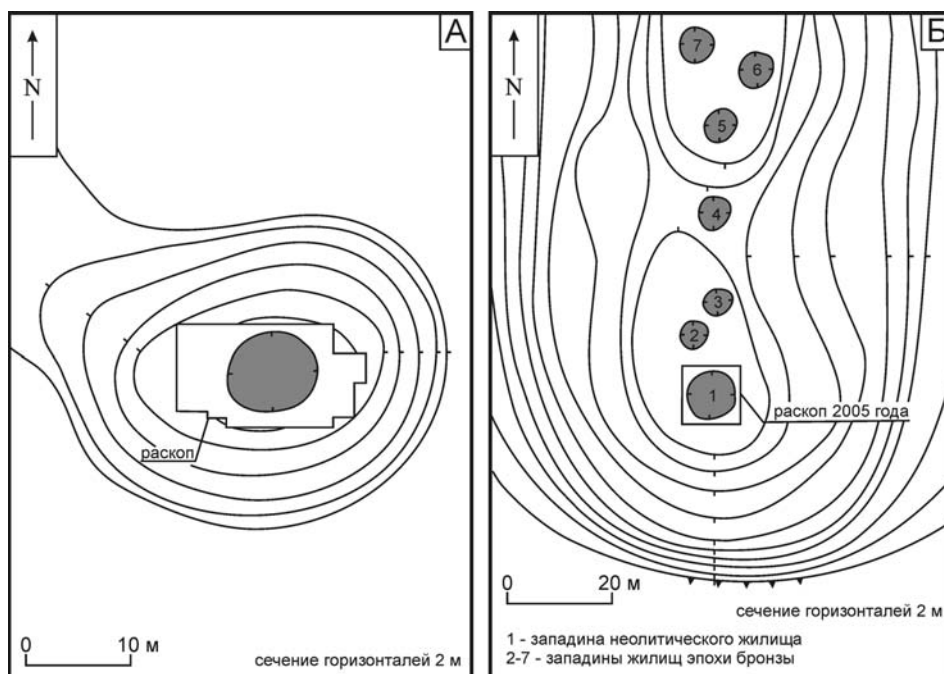 А
N
раскоп
0 10 м
сечение горизонталей 2 м
Б
N
7
6
5
4
3
2
1
раскоп 2005 года
0 20 м
сечение горизонталей 2 м
1 - западина неолитического жилища
2-7 - западины жилищ эпохи бронзы